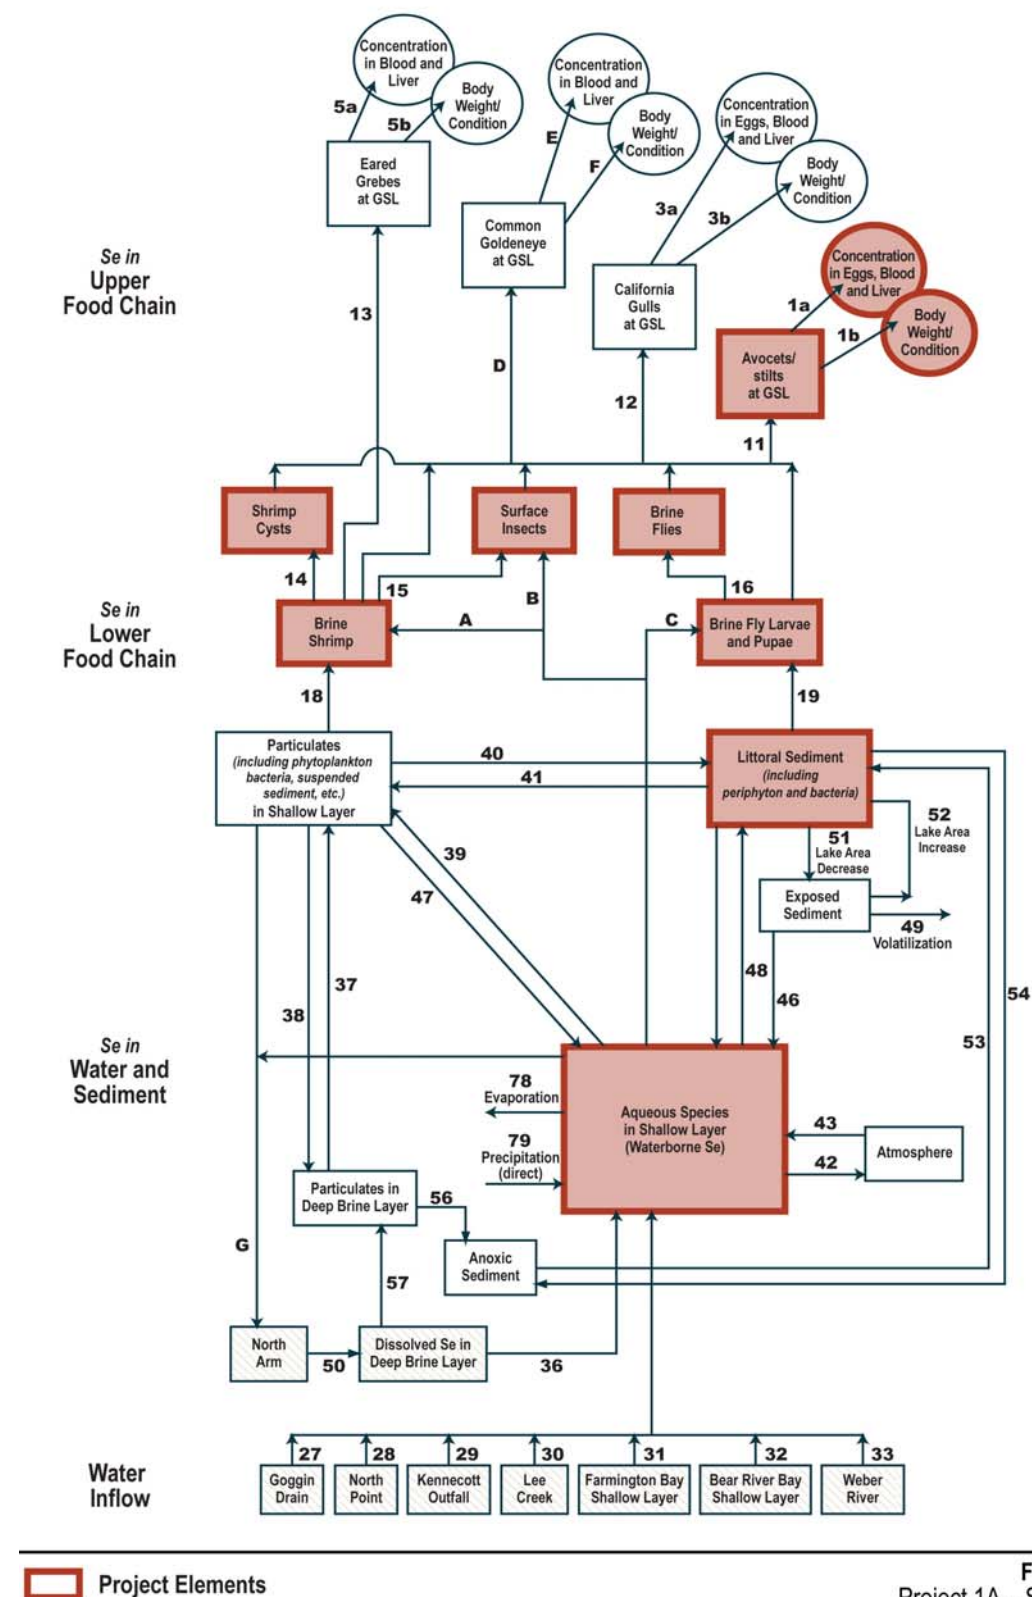 Concentration
in Blood and
Liver
Body
Weight/
Condition
5a
5b
Eared
Grebes
at GSL
Concentration
in Blood and
Liver
Body
Weight/
Condition
E
F
Common
Goldeneye
at GSL
Concentration
in Eggs, Blood
and Liver
Body
Weight/
Condition
3a
3b
California
Gulls
at GSL
Concentration
in Eggs, Blood
and Liver
Body
Weight/
Condition
1a
1b
Avocets/
stilts
at GSL
Se in
Upper
Food Chain
13
D
12
11
Shrimp
Cysts
Surface
Insects
Brine
Flies
14
15
B
16
Se in
Lower
Food Chain
Brine
Shrimp
A
C
Brine Fly Larvae
and Pupae
18
19
Particulates
(including phytoplankton
bacteria, suspended
sediment, etc.)
in Shallow Layer
40
41
Littoral Sediment
(including
periphyton and bacteria)
39
47
51
Lake Area
Decrease
52
Lake Area
Increase
Exposed
Sediment
49
Volatilization
37
38
48
46
54
53
Se in
Water and
Sediment
78
Evaporation
79
Precipitation
(direct)
Aqueous Species
in Shallow Layer
(Waterborne Se)
43
42
Atmosphere
Particulates in
Deep Brine Layer
56
Anoxic
Sediment
G
57
North
Arm
50
Dissolved Se in
Deep Brine Layer
36
Water
Inflow
27
28
29
30
31
32
33
Goggin
Drain
North
Point
Kennecott
Outfall
Lee
Creek
Farmington Bay
Shallow Layer
Bear River Bay
Shallow Layer
Weber
River
Project Elements
F
Project 1A